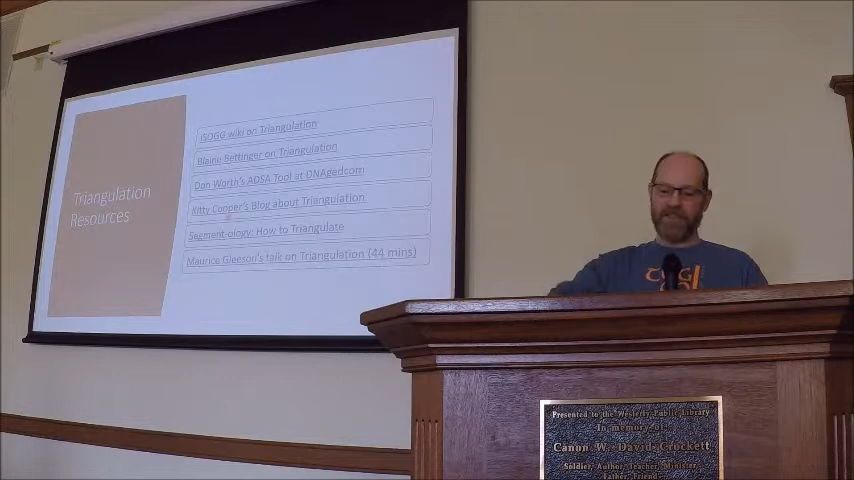 Triangulation
Resources
ISOGG wiki on Triangulation
Blaine Bettinger on Triangulation
Don Worth's ADSA Tool at DNAgedcom
Kitty Cooper's Blog about Triangulation
Segment-ology: How to Triangulate
Maurice Gleeson's talk on Triangulation (44 mins)
Presented to the Westerly Public Library
In memory of
Canon W. David Crockett
Soldier, Author, Teacher, Minister
Father, Friend